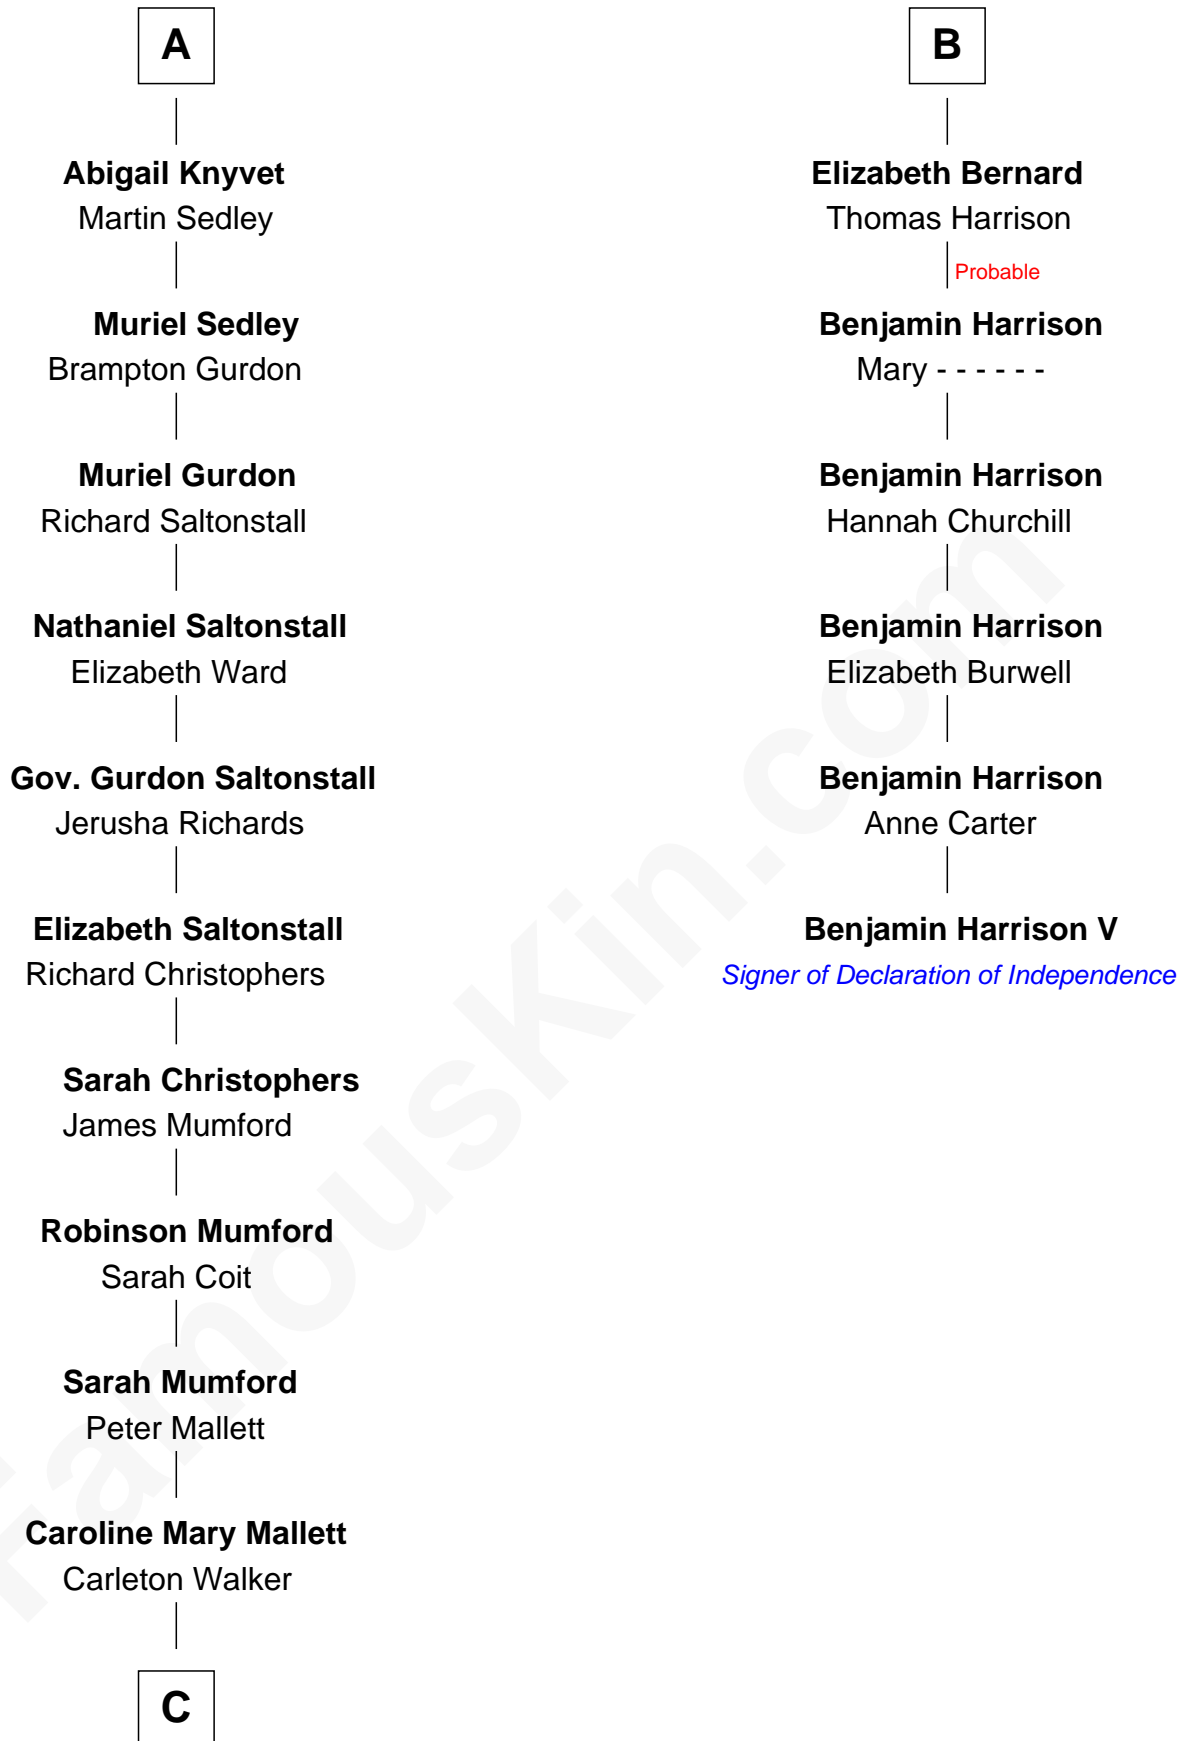 A
Abigail Knyvet
Martin Sedley
Muriel Sedley
Brampton Gurdon
Muriel Gurdon
Richard Saltonstall
Nathaniel Saltonstall
Elizabeth Ward
Gov. Gurdon Saltonstall
Jerusha Richards
Elizabeth Saltonstall
Richard Christophers
Sarah Christophers
James Mumford
Robinson Mumford
Sarah Coit
Sarah Mumford
Peter Mallett
Caroline Mary Mallett
Carleton Walker
C
B
Elizabeth Bernard
Thomas Harrison
Probable
Benjamin Harrison
Mary - - - - - -
Benjamin Harrison
Hannah Churchill
Benjamin Harrison
Elizabeth Burwell
Benjamin Harrison
Anne Carter
Benjamin Harrison V
Signer of Declaration of Independence
FamousKin.com